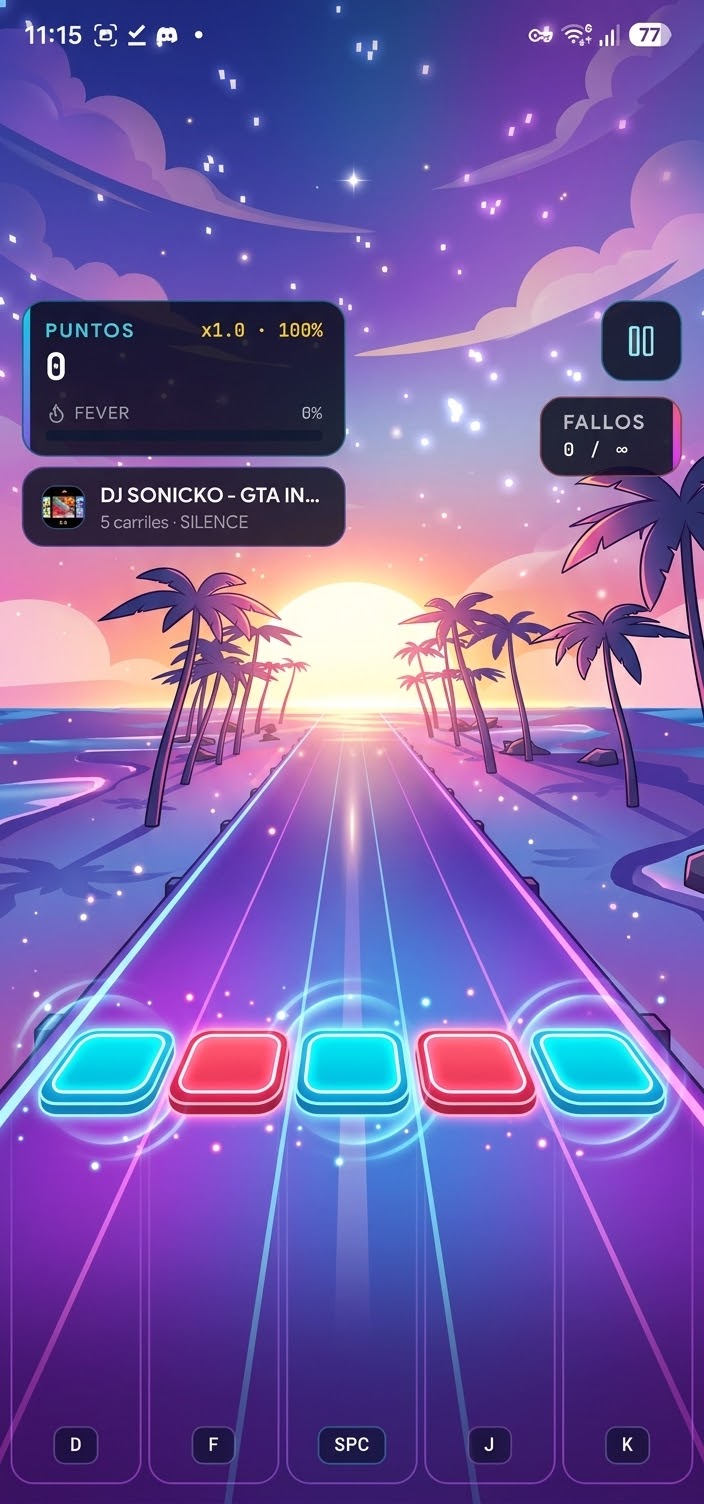 11:15
6
77
PUNTOS
x1.0 · 100%
0
FEVER
0%
FALLOS
0 / ∞
DJ SONICKO - GTA IN...
5 carriles · SILENCE
D
F
SPC
J
K